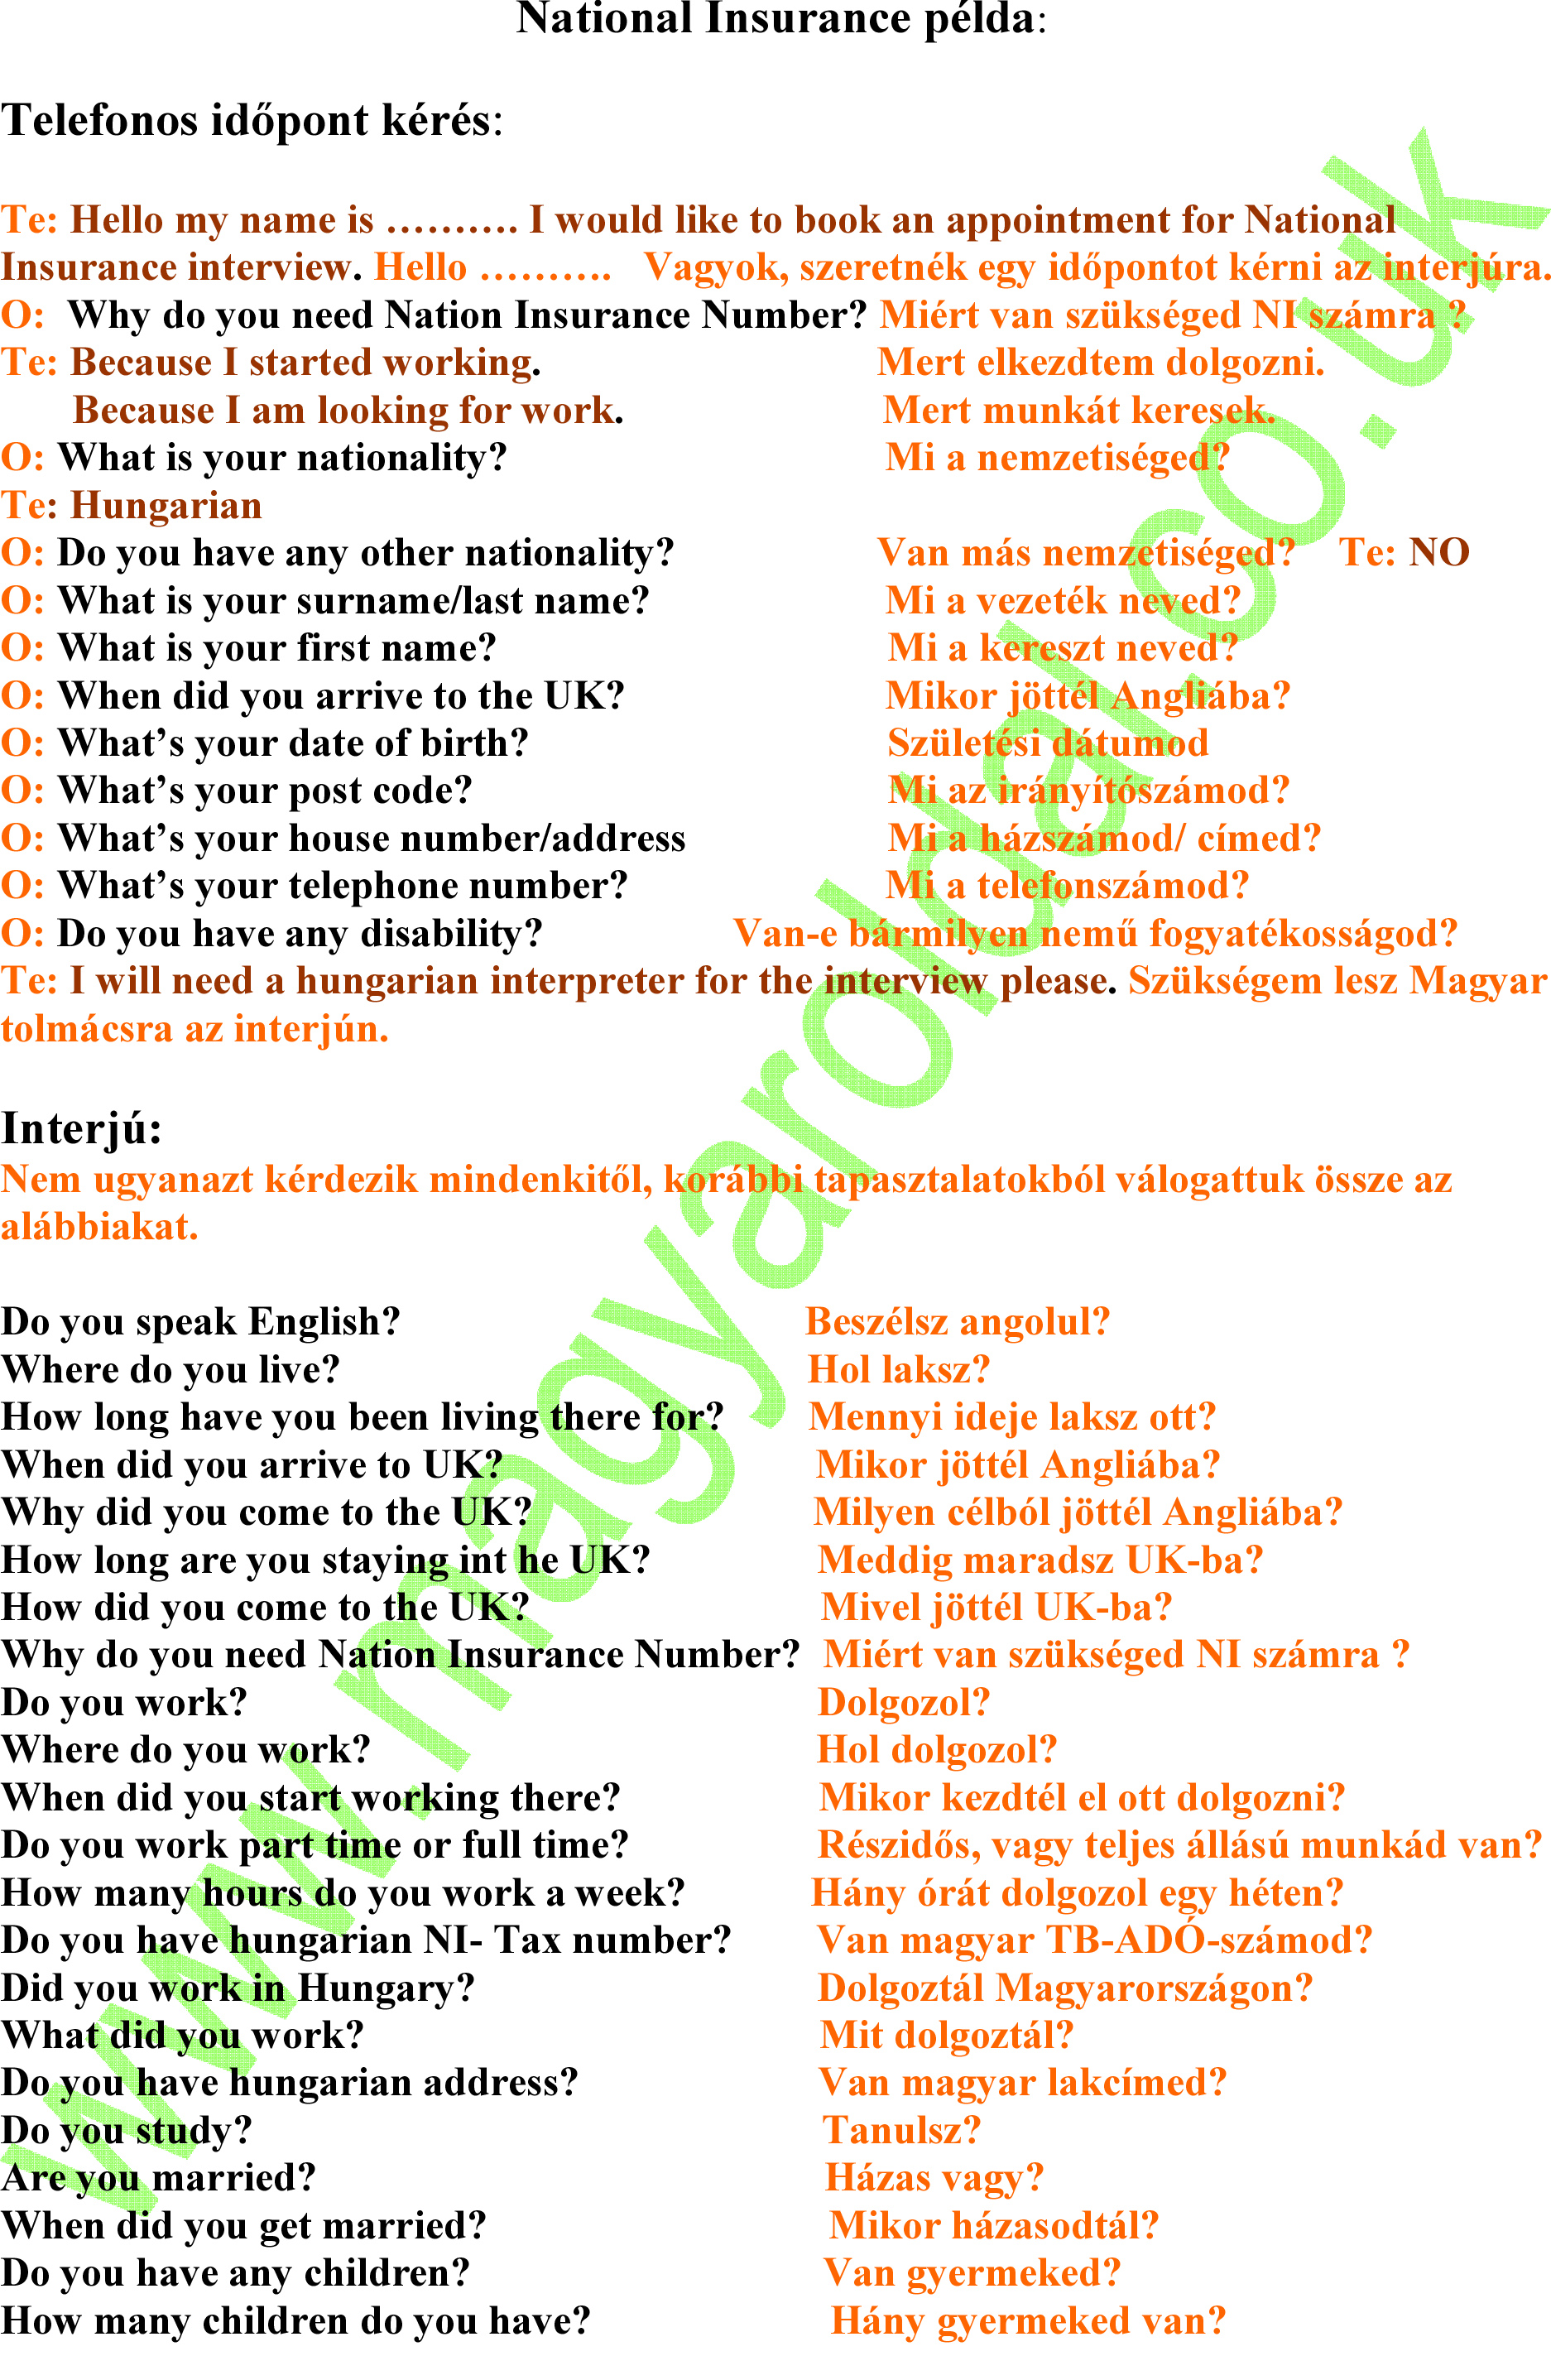 National Insurance példa:
Telefonos időpont kérés:
Te: Hello my name is ………. I would like to book an appointment for National
Insurance interview. Hello ………. Vagyok, szeretnék egy időpontot kérni az interjúra.
O: Why do you need Nation Insurance Number? Miért van szükséged NI számra ?
Te: Because I started working. Mert elkezdtem dolgozni.
Because I am looking for work. Mert munkát keresek.
O: What is your nationality? Mi a nemzetiséged?
Te: Hungarian
O: Do you have any other nationality? Van más nemzetiséged? Te: NO
O: What is your surname/last name? Mi a vezeték neved?
O: What is your first name? Mi a kereszt neved?
O: When did you arrive to the UK? Mikor jöttél Angliába?
O: What’s your date of birth? Születési dátumod
O: What’s your post code? Mi az irányítószámod?
O: What’s your house number/address Mi a házszámod/ címed?
O: What’s your telephone number? Mi a telefonszámod?
O: Do you have any disability? Van-e bármilyen nemű fogyatékosságod?
Te: I will need a hungarian interpreter for the interview please. Szükségem lesz Magyar
tolmácsra az interjún.
Interjú:
Nem ugyanazt kérdezik mindenkitől, korábbi tapasztalatokból válogattuk össze az
alábbiakat.
Do you speak English? Beszélsz angolul?
Where do you live? Hol laksz?
How long have you been living there for? Mennyi ideje laksz ott?
When did you arrive to UK? Mikor jöttél Angliába?
Why did you come to the UK? Milyen célból jöttél Angliába?
How long are you staying int he UK? Meddig maradsz UK-ba?
How did you come to the UK? Mivel jöttél UK-ba?
Why do you need Nation Insurance Number? Miért van szükséged NI számra ?
Do you work? Dolgozol?
Where do you work? Hol dolgozol?
When did you start working there? Mikor kezdtél el ott dolgozni?
Do you work part time or full time? Részidős, vagy teljes állású munkád van?
How many hours do you work a week? Hány órát dolgozol egy héten?
Do you have hungarian NI- Tax number? Van magyar TB-ADÓ-számod?
Did you work in Hungary? Dolgoztál Magyarországon?
What did you work? Mit dolgoztál?
Do you have hungarian address? Van magyar lakcímed?
Do you study? Tanulsz?
Are you married? Házas vagy?
When did you get married? Mikor házasodtál?
Do you have any children? Van gyermeked?
How many children do you have? Hány gyermeked van?
www.magyaroldal.co.uk